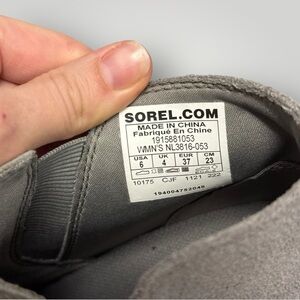 SOREL.COM
MADE IN CHINA
Fabriqué En Chine
1915881053
WMN'S NL3816-053
USA UK EUR CM
6 4 37 23
10175 CJF 1121 222
194004752048